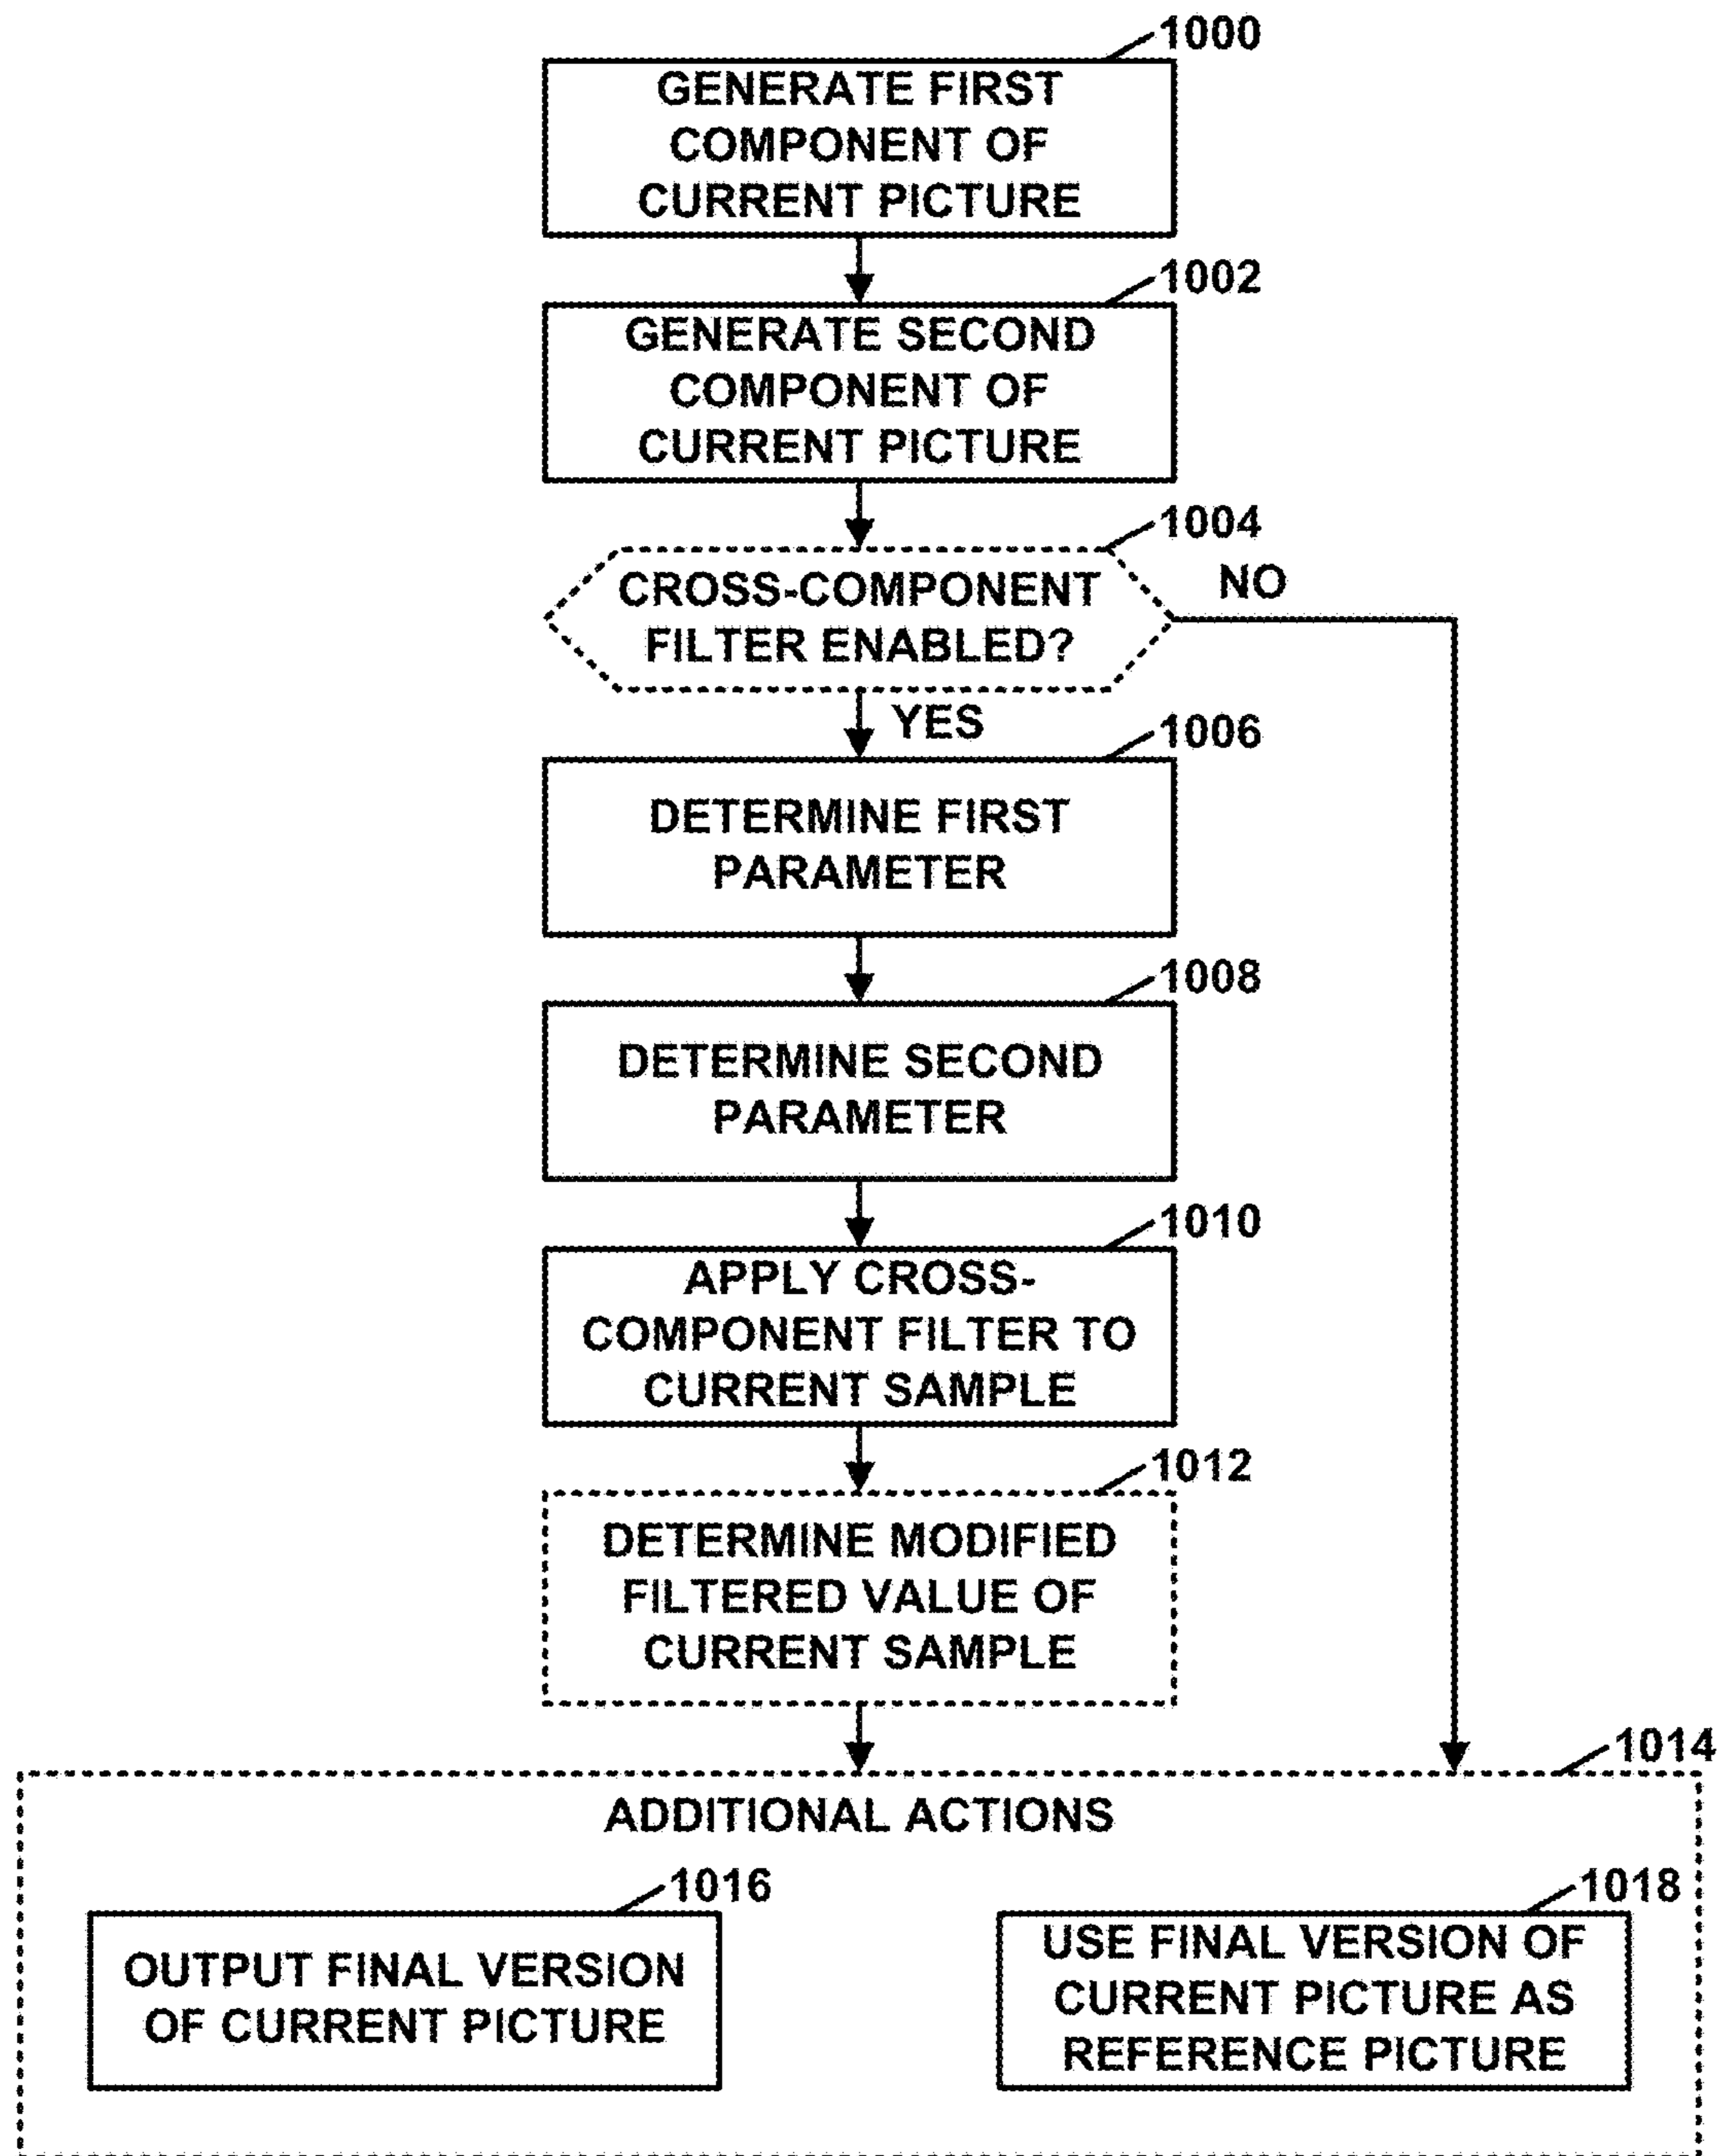 1000
GENERATE FIRST
COMPONENT OF
CURRENT PICTURE
1002
GENERATE SECOND
COMPONENT OF
CURRENT PICTURE
1004
CROSS-COMPONENT
FILTER ENABLED?
NO
YES
1006
DETERMINE FIRST
PARAMETER
1008
DETERMINE SECOND
PARAMETER
1010
APPLY CROSS-
COMPONENT FILTER TO
CURRENT SAMPLE
1012
DETERMINE MODIFIED
FILTERED VALUE OF
CURRENT SAMPLE
1014
ADDITIONAL ACTIONS
1016
OUTPUT FINAL VERSION
OF CURRENT PICTURE
1018
USE FINAL VERSION OF
CURRENT PICTURE AS
REFERENCE PICTURE